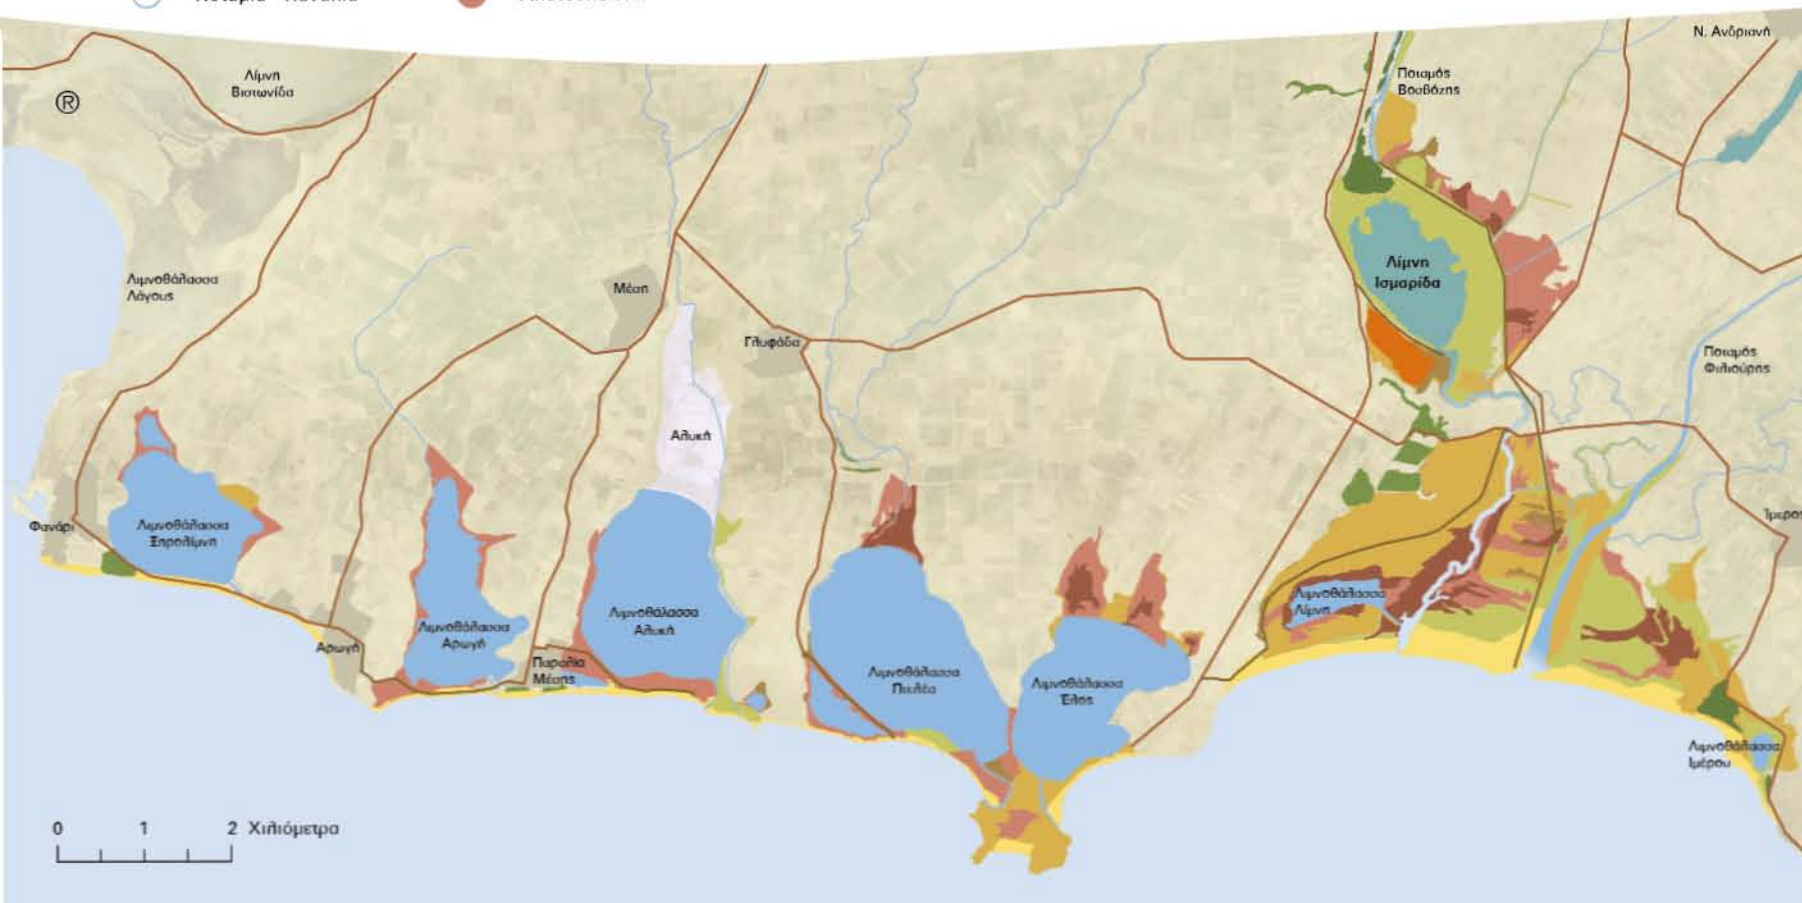 Ν. Ανδριανή
Λίμνη
Βιστωνίδα
Ποταμός
Βοσβόζης
®
Λίμνη
Ισμαρίδα
Λιμνοθάλασσα
Λάγους
Μέση
Γλυφάδα
Ποταμός
Φιλιούρης
Αλυκή
Φανάρι
Λιμνοθάλασσα
Ξηρολίμνη
Ίμερος
Λιμνοθάλασσα
Λίμνη
Λιμνοθάλασσα
Αλυκή
Λιμνοθάλασσα
Αρωγή
Αρωγή
Παραλία
Μέσης
Λιμνοθάλασσα
Πτελέα
Λιμνοθάλασσα
Έλος
Λιμνοθάλασσα
Ιμέρου
0 1 2 Χιλιόμετρα